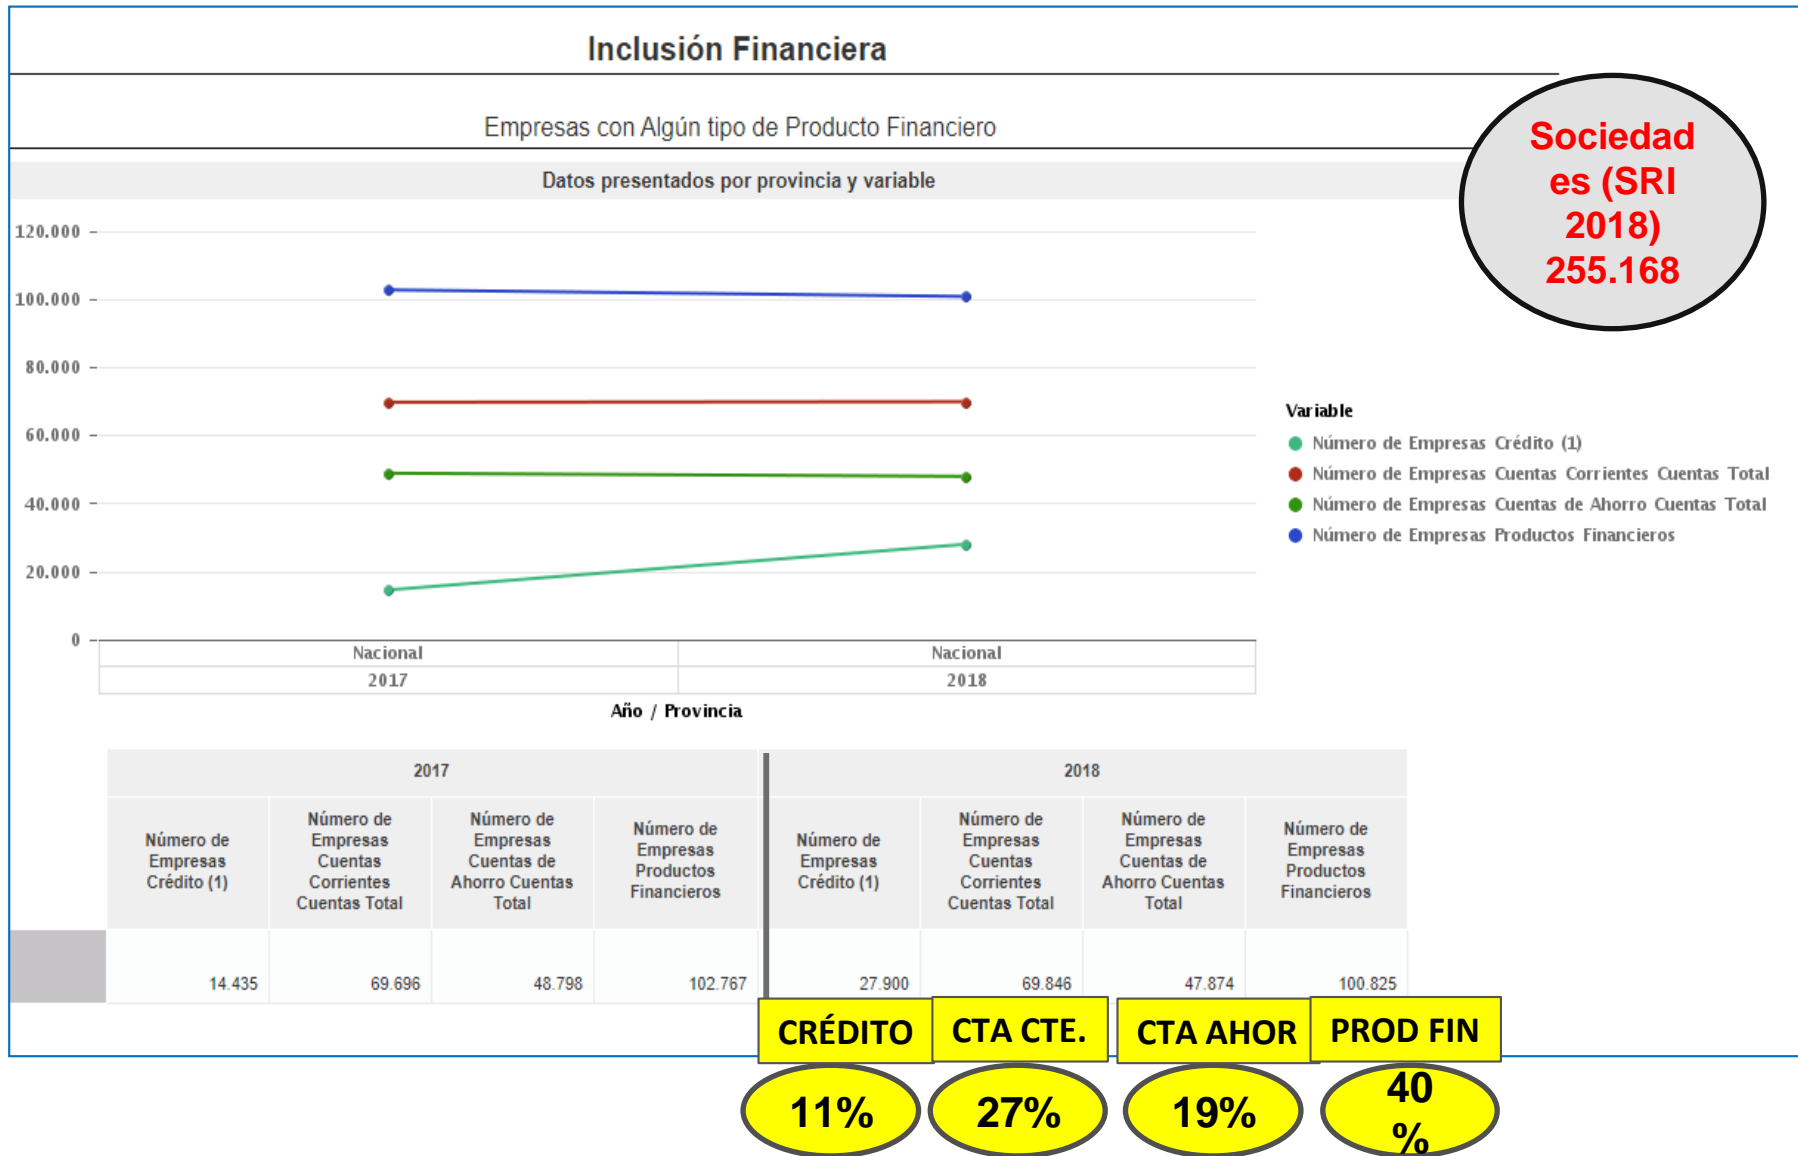 Inclusión Financiera
Empresas con Algún tipo de Producto Financiero
Datos presentados por provincia y variable
Sociedad
es (SRI
2018)
255.168
120.000
100.000
80.000
60.000
40.000
20.000
0
Nacional
Nacional
2017
2018
Año / Provincia
Variable
Número de Empresas Crédito (1)
Número de Empresas Cuentas Corrientes Cuentas Total
Número de Empresas Cuentas de Ahorro Cuentas Total
Número de Empresas Productos Financieros
2017
2018
Número de
Empresas
Crédito (1)
Número de
Empresas
Cuentas
Corrientes
Cuentas Total
Número de
Empresas
Cuentas de
Ahorro Cuentas
Total
Número de
Empresas
Productos
Financieros
Número de
Empresas
Crédito (1)
Número de
Empresas
Cuentas
Corrientes
Cuentas Total
Número de
Empresas
Cuentas de
Ahorro Cuentas
Total
Número de
Empresas
Productos
Financieros
14.435
69.696
48.798
102.767
27.900
69.846
47.874
100.825
CRÉDITO
CTA CTE.
CTA AHOR
PROD FIN
11%
27%
19%
40
%